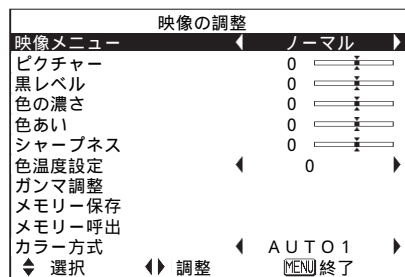 映像の調整
映像メニュー ノーマル
ピクチャー 0
黒レベル 0
色の濃さ 0
色あい 0
シャープネス 0
色温度設定 0
ガンマ調整
メモリー保存
メモリー呼出
カラー方式 AUTO1
選択 調整 MENU 終了